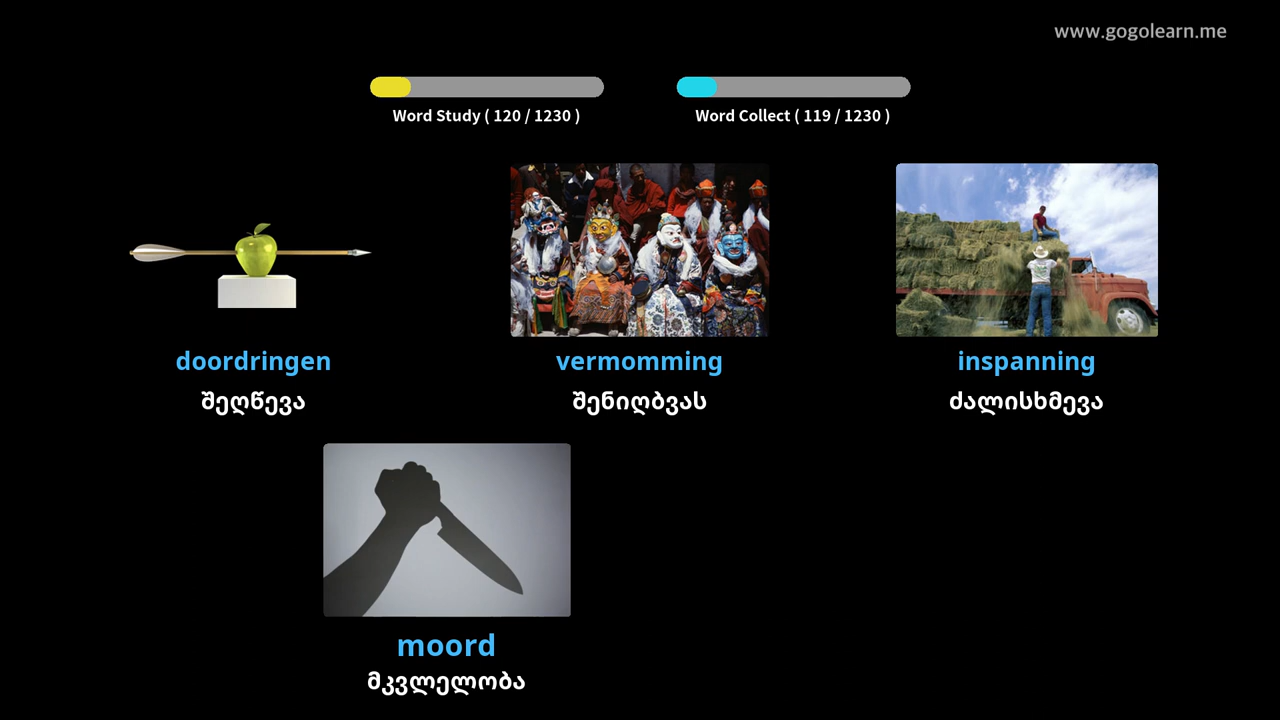 www.gogolearn.me
Word Study ( 120 / 1230 )
Word Collect ( 119 / 1230 )
doordringen
შეღწევა
vermomming
შენიღბვას
inspanning
ძალისხმევა
moord
მკვლელობა